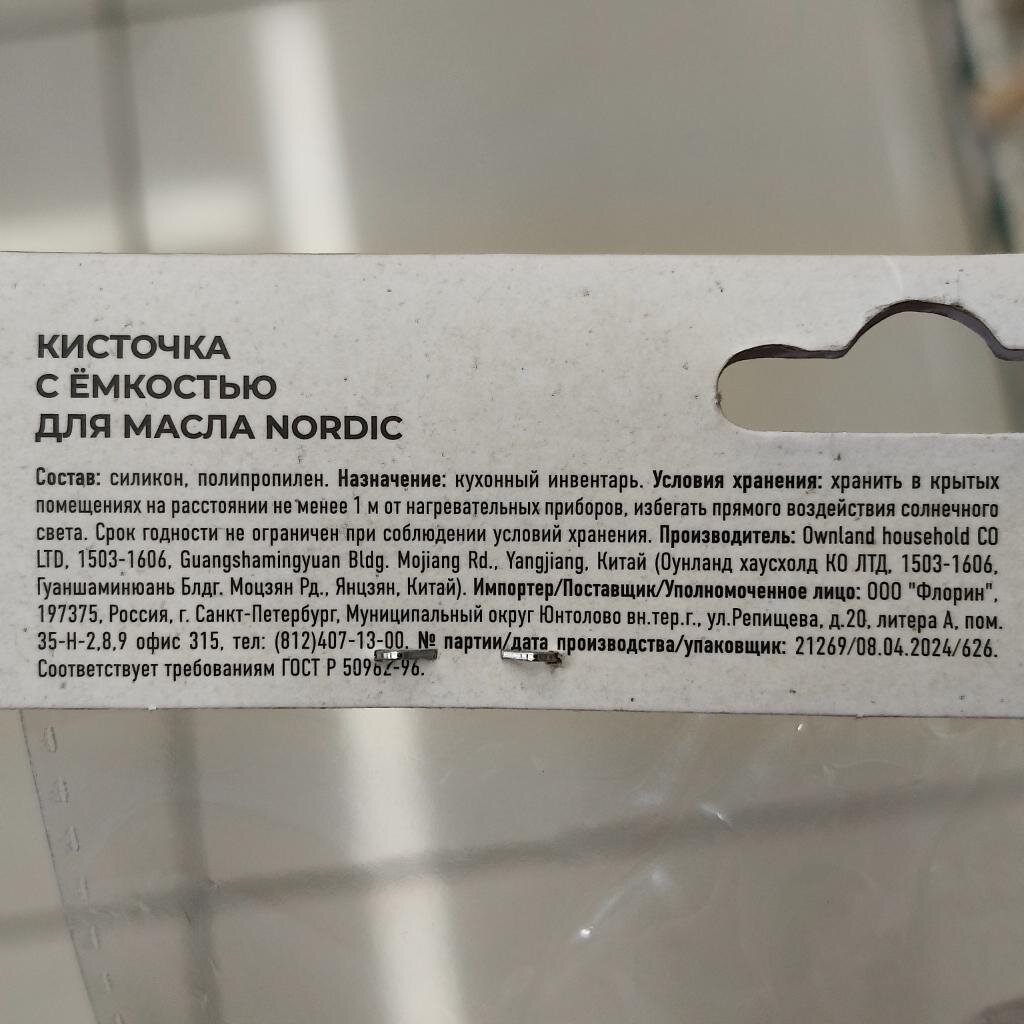 КИСТОЧКА
С ЁМКОСТЬЮ
ДЛЯ МАСЛА NORDIC
Состав: силикон, полипропилен. Назначение: кухонный инвентарь. Условия хранения: хранить в крытых
помещениях на расстоянии не менее 1 м от нагревательных приборов, избегать прямого воздействия солнечного
света. Срок годности не ограничен при соблюдении условий хранения. Производитель: Ownland household CO
LTD, 1503-1606, Guangshamingyuan Bldg. Mojiang Rd., Yangjiang, Китай (Оунланд хаусхолд КО ЛТД, 1503-1606,
Гуаншаминюань Блдг. Моцзян Рд., Янцзян, Китай). Импортер/Поставщик/Уполномоченное лицо: ООО "Флорин",
197375, Россия, г. Санкт-Петербург, Муниципальный округ Юнтолово вн.тер.г., ул.Репищева, д.20, литера А, пом.
35-Н-2,8,9 офис 315, тел: (812)407-13-00. № партии/дата производства/упаковщик: 21269/08.04.2024/626.
Соответствует требованиям ГОСТ Р 50962-96.